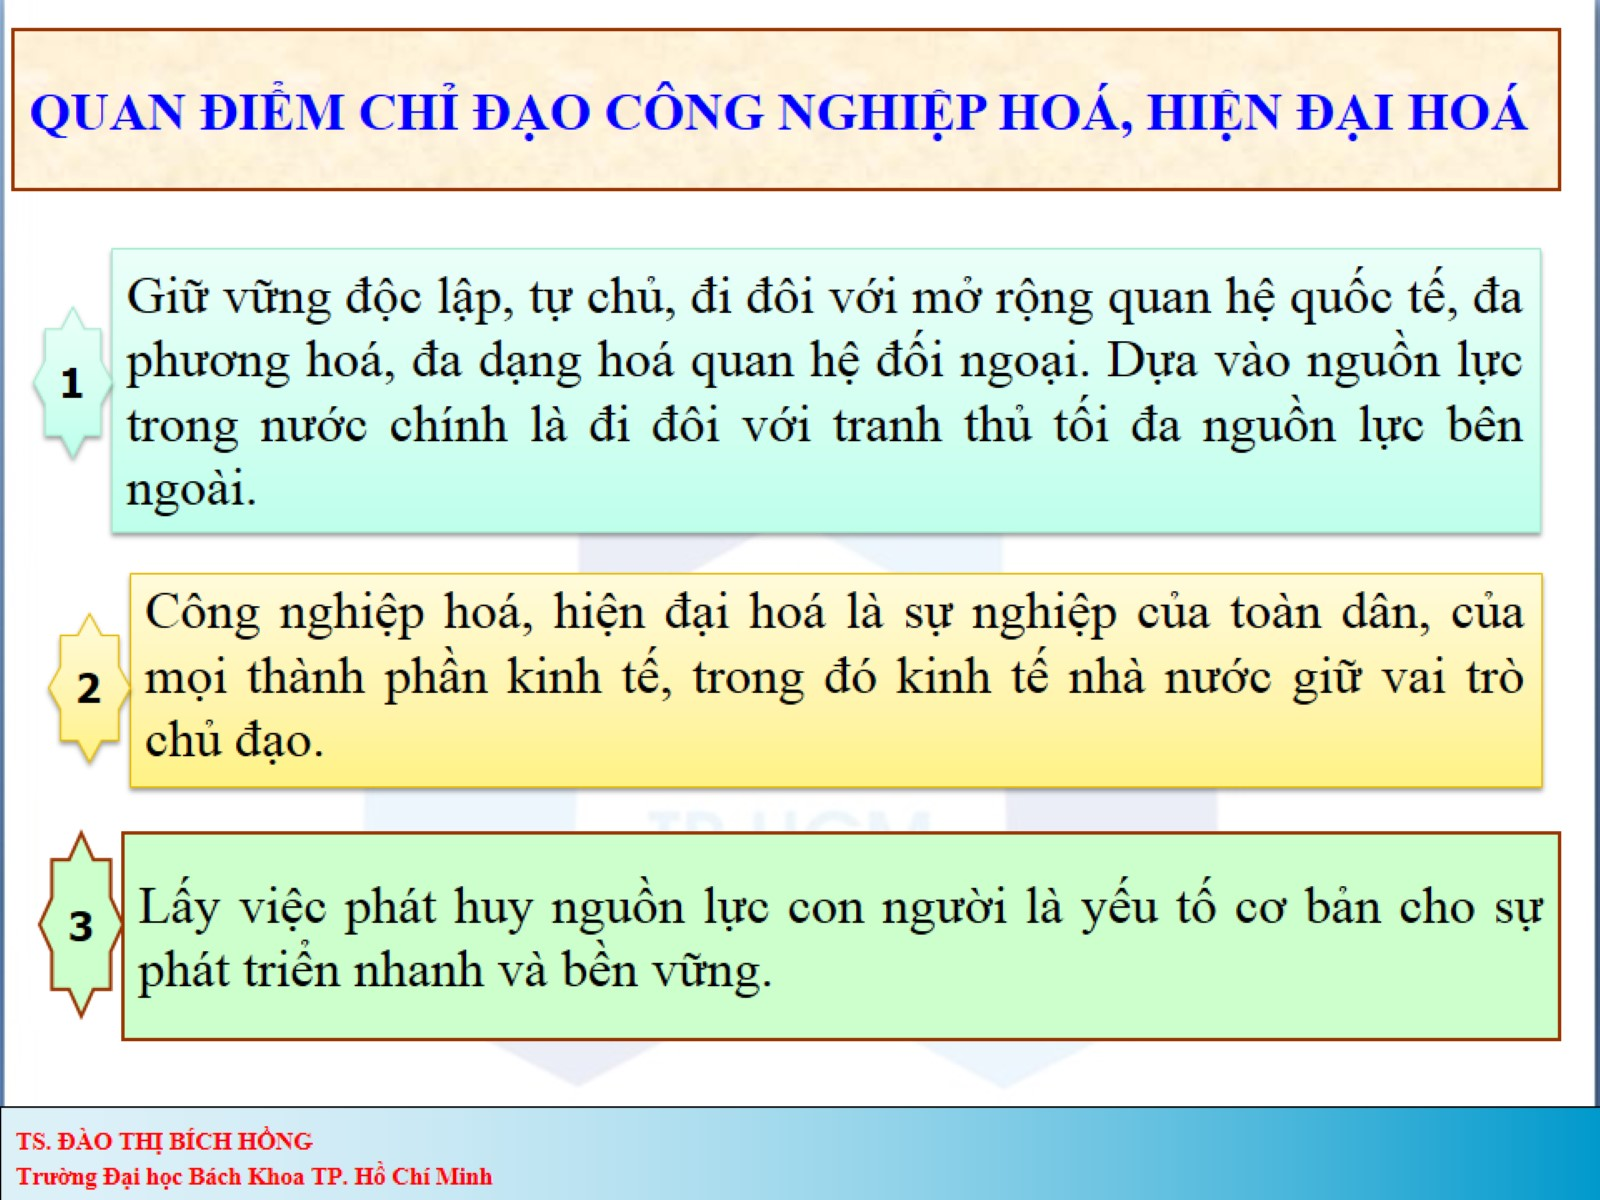 QUAN ĐIỂM CHỈ ĐẠO CÔNG NGHIỆP HOÁ, HIỆN ĐẠI HOÁ
1
Giữ vững độc lập, tự chủ, đi đôi với mở rộng quan hệ quốc tế, đa
phương hoá, đa dạng hoá quan hệ đối ngoại. Dựa vào nguồn lực
trong nước chính là đi đôi với tranh thủ tối đa nguồn lực bên
ngoài.
2
Công nghiệp hoá, hiện đại hoá là sự nghiệp của toàn dân, của
mọi thành phần kinh tế, trong đó kinh tế nhà nước giữ vai trò
chủ đạo.
3
Lấy việc phát huy nguồn lực con người là yếu tố cơ bản cho sự
phát triển nhanh và bền vững.
TS. ĐÀO THỊ BÍCH HỒNG
Trường Đại học Bách Khoa TP. Hồ Chí Minh